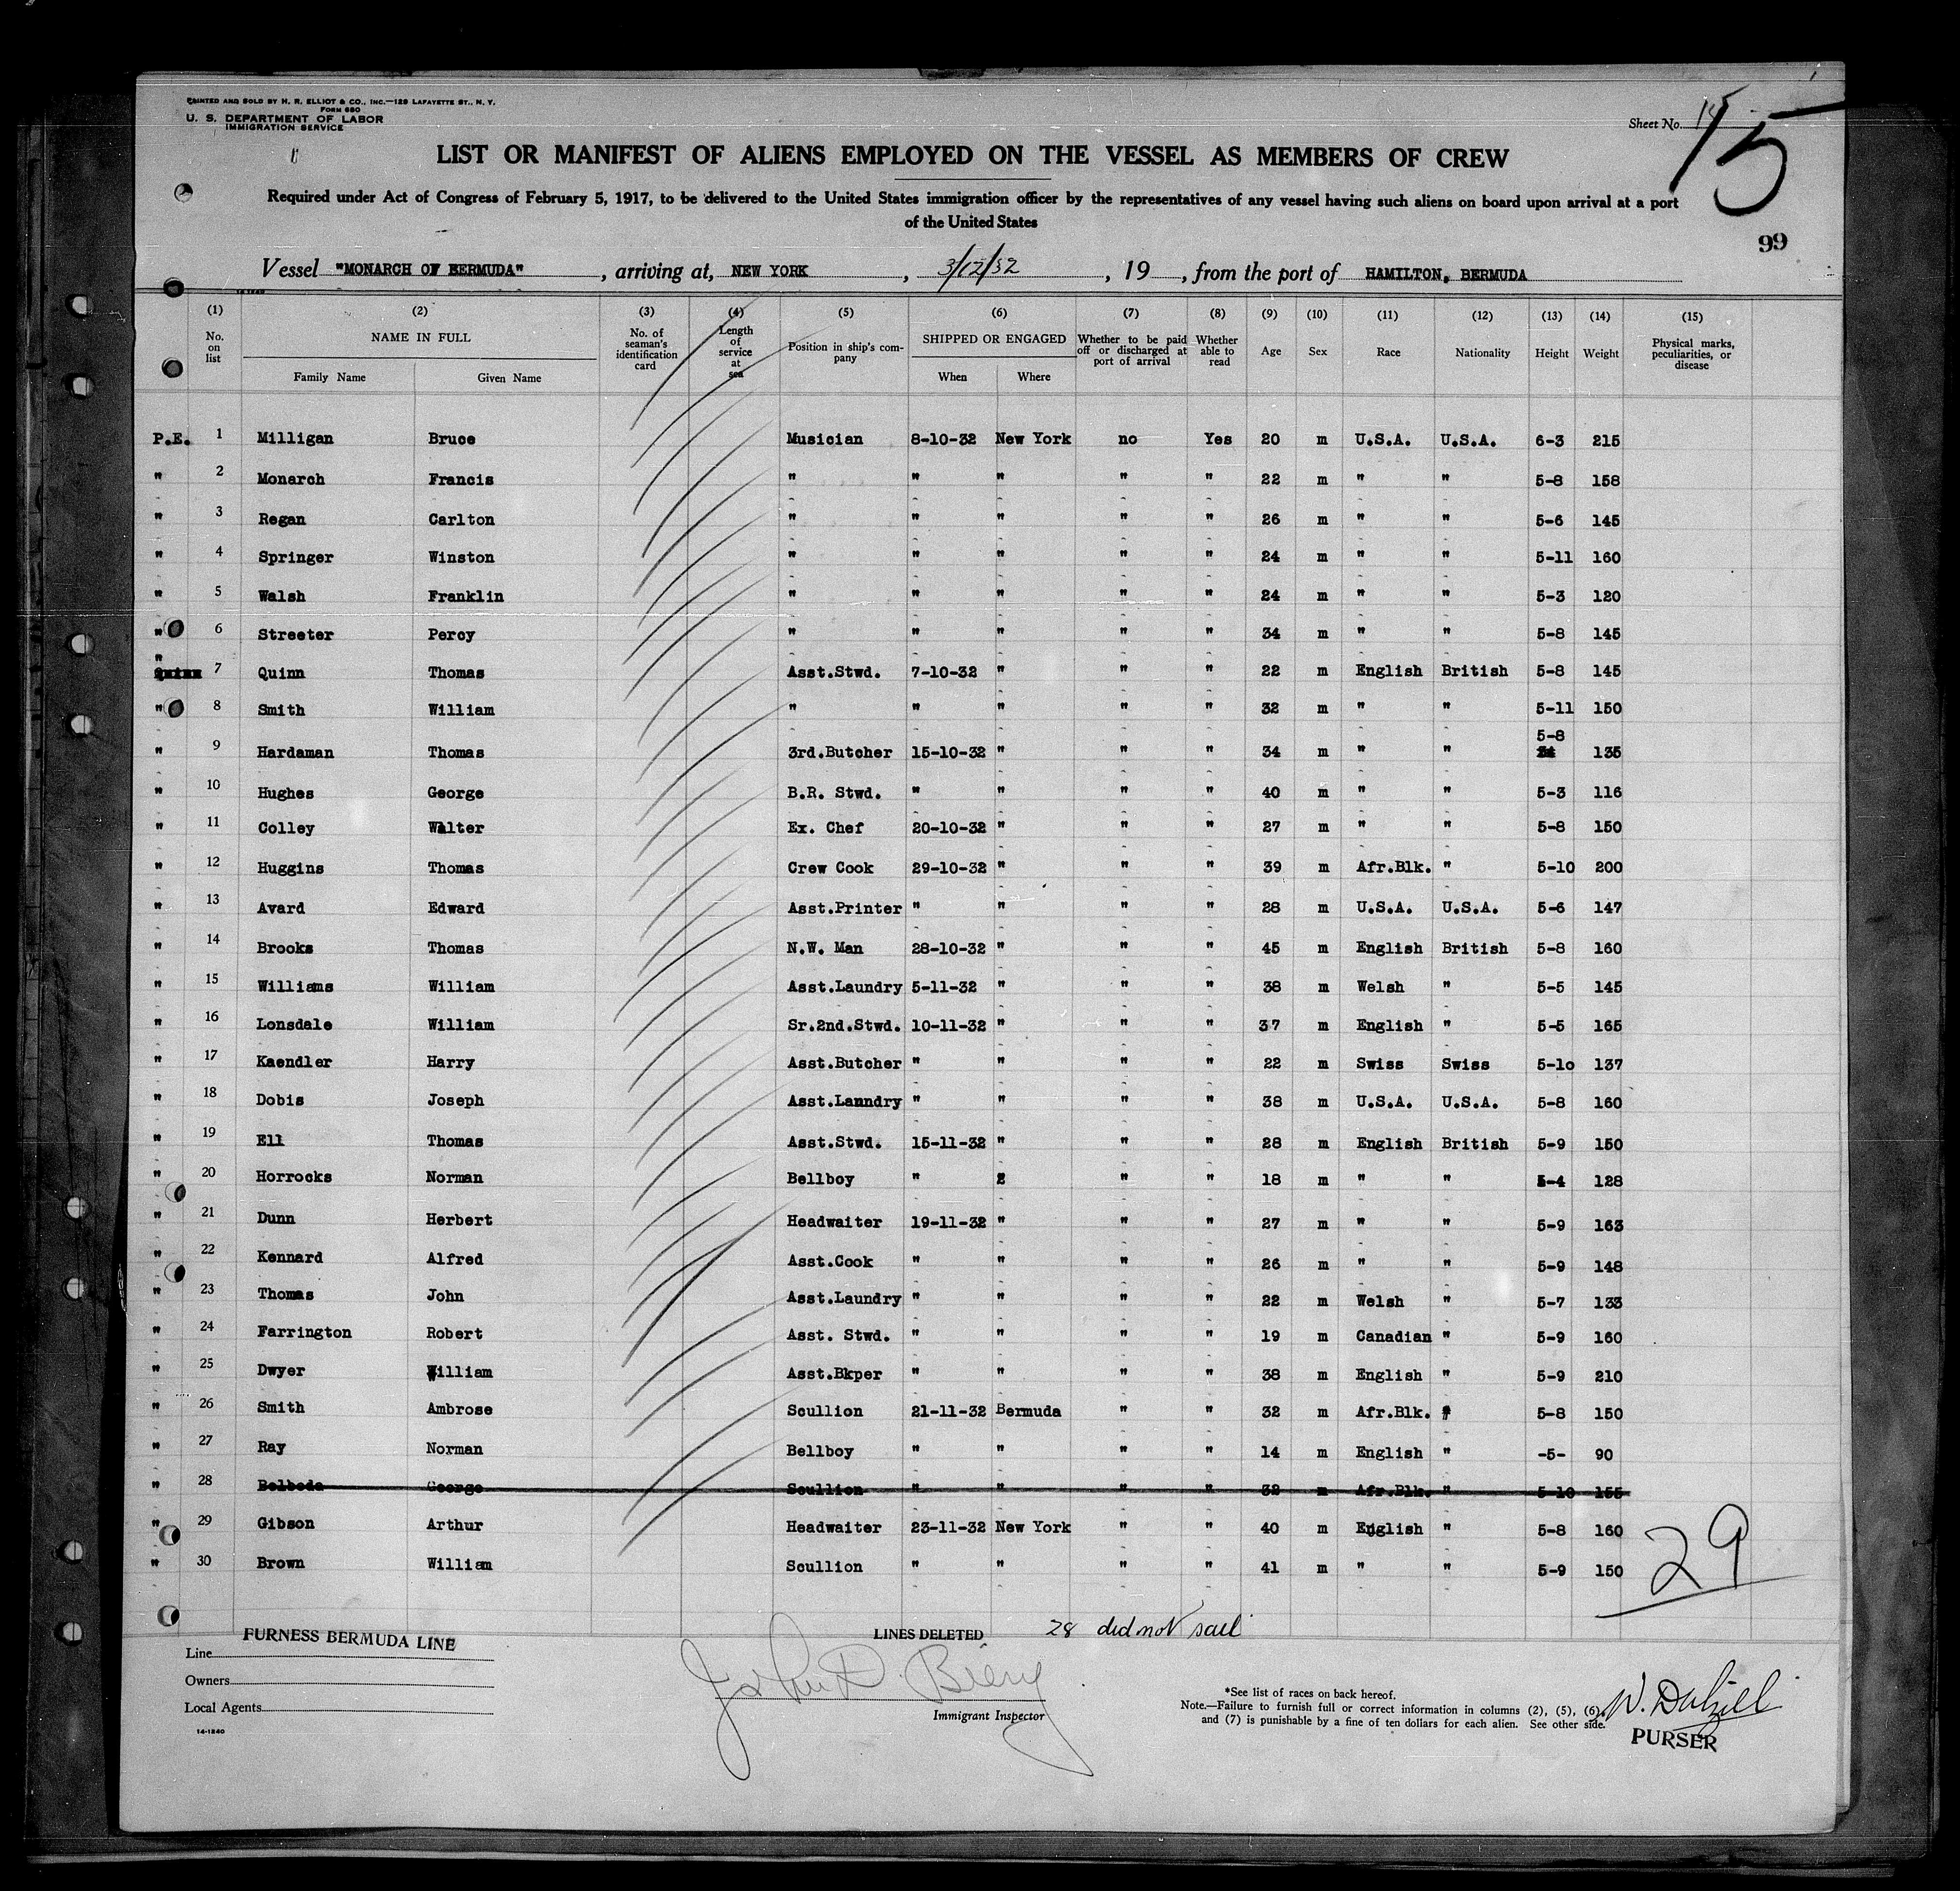 PRINTED AND SOLD BY H. R. ELLIOT & CO., INC.—129 LAFAYETTE ST., N. Y.
FORM 680
U. S. DEPARTMENT OF LABOR
IMMIGRATION SERVICE
Sheet No. 15
15
LIST OR MANIFEST OF ALIENS EMPLOYED ON THE VESSEL AS MEMBERS OF CREW
Required under Act of Congress of February 5, 1917, to be delivered to the United States immigration officer by the representatives of any vessel having such aliens on board upon arrival at a port
of the United States
99
Vessel "MONARCH OF BERMUDA", arriving at, NEW YORK, 3/12/32, 19, from the port of HAMILTON, BERMUDA
(1) (2) (3) (4) (5) (6) (7) (8) (9) (10) (11) (12) (13) (14) (15)
No. on list NAME IN FULL Family Name Given Name No. of seaman's identification card Length of service at sea Position in ship's company SHIPPED OR ENGAGED When Where Whether to be paid off or discharged at port of arrival Whether able to read Age Sex Race Nationality Height Weight Physical marks, peculiarities, or disease
P.E. 1 Milligan Bruce Musician 8-10-32 New York no Yes 20 m U.S.A. U.S.A. 6-3 215
" 2 Monarch Francis " " " " " 22 m " " 5-8 158
" 3 Regan Carlton " " " " " 26 m " " 5-6 145
" 4 Springer Winston " " " " " 24 m " " 5-11 160
" 5 Walsh Franklin " " " " " 24 m " " 5-3 120
" 6 Streeter Percy " " " " " 34 m " " 5-8 145
" Quinn 7 Quinn Thomas Asst.Stwd. 7-10-32 " " " 22 m English British 5-8 145
" 8 Smith William " " " " " 32 m " " 5-11 150
" 9 Hardaman Thomas 3rd.Butcher 15-10-32 " " " 34 m " " 5-8 135
" 10 Hughes George B.R. Stwd. " " " " 40 m " " 5-3 116
" 11 Colley Walter Ex. Chef 20-10-32 " " " 27 m " " 5-8 150
" 12 Huggins Thomas Crew Cook 29-10-32 " " " 39 m Afr.Blk. " 5-10 200
" 13 Avard Edward Asst.Printer " " " " 28 m U.S.A. U.S.A. 5-6 147
" 14 Brooks Thomas N.W. Man 28-10-32 " " " 45 m English British 5-8 160
" 15 Williams William Asst.Laundry 5-11-32 " " " 38 m Welsh " 5-5 145
" 16 Lonsdale William Sr.2nd.Stwd. 10-11-32 " " " 37 m English " 5-5 165
" 17 Kaendler Harry Asst.Butcher " " " " 22 m Swiss Swiss 5-10 137
" 18 Dobis Joseph Asst.Lanndry " " " " 38 m U.S.A. U.S.A. 5-8 160
" 19 Ell Thomas Asst.Stwd. 15-11-32 " " " 28 m English British 5-9 150
" 20 Horrocks Norman Bellboy " " " " 18 m " " 5-4 128
" 21 Dunn Herbert Headwaiter 19-11-32 " " " 27 m " " 5-9 163
" 22 Kennard Alfred Asst.Cook " " " " 26 m " " 5-9 148
" 23 Thomas John Asst.Laundry " " " " 22 m Welsh " 5-7 133
" 24 Farrington Robert Asst. Stwd. " " " " 19 m Canadian " 5-9 160
" 25 Dwyer William Asst.Bkper " " " " 38 m English " 5-9 210
" 26 Smith Ambrose Scullion 21-11-32 Bermuda " " 32 m Afr.Blk. " 5-8 150
" 27 Ray Norman Bellboy " " " " 14 m English " -5- 90
" 28 Belboda George Scullion " " " " 32 m Afr.Blk. " 5-10 155
" 29 Gibson Arthur Headwaiter 23-11-32 New York " " 40 m English " 5-8 160
" 30 Brown William Scullion " " " " 41 m " " 5-9 150
29
LINES DELETED 28 did not sail
FURNESS BERMUDA LINE
Line
Owners
Local Agents
14-1240
John D. Biery
Immigrant Inspector
*See list of races on back hereof.
Note.—Failure to furnish full or correct information in columns (2), (5), (6), and (7) is punishable by a fine of ten dollars for each alien. See other side.
W. Dalziell
PURSER